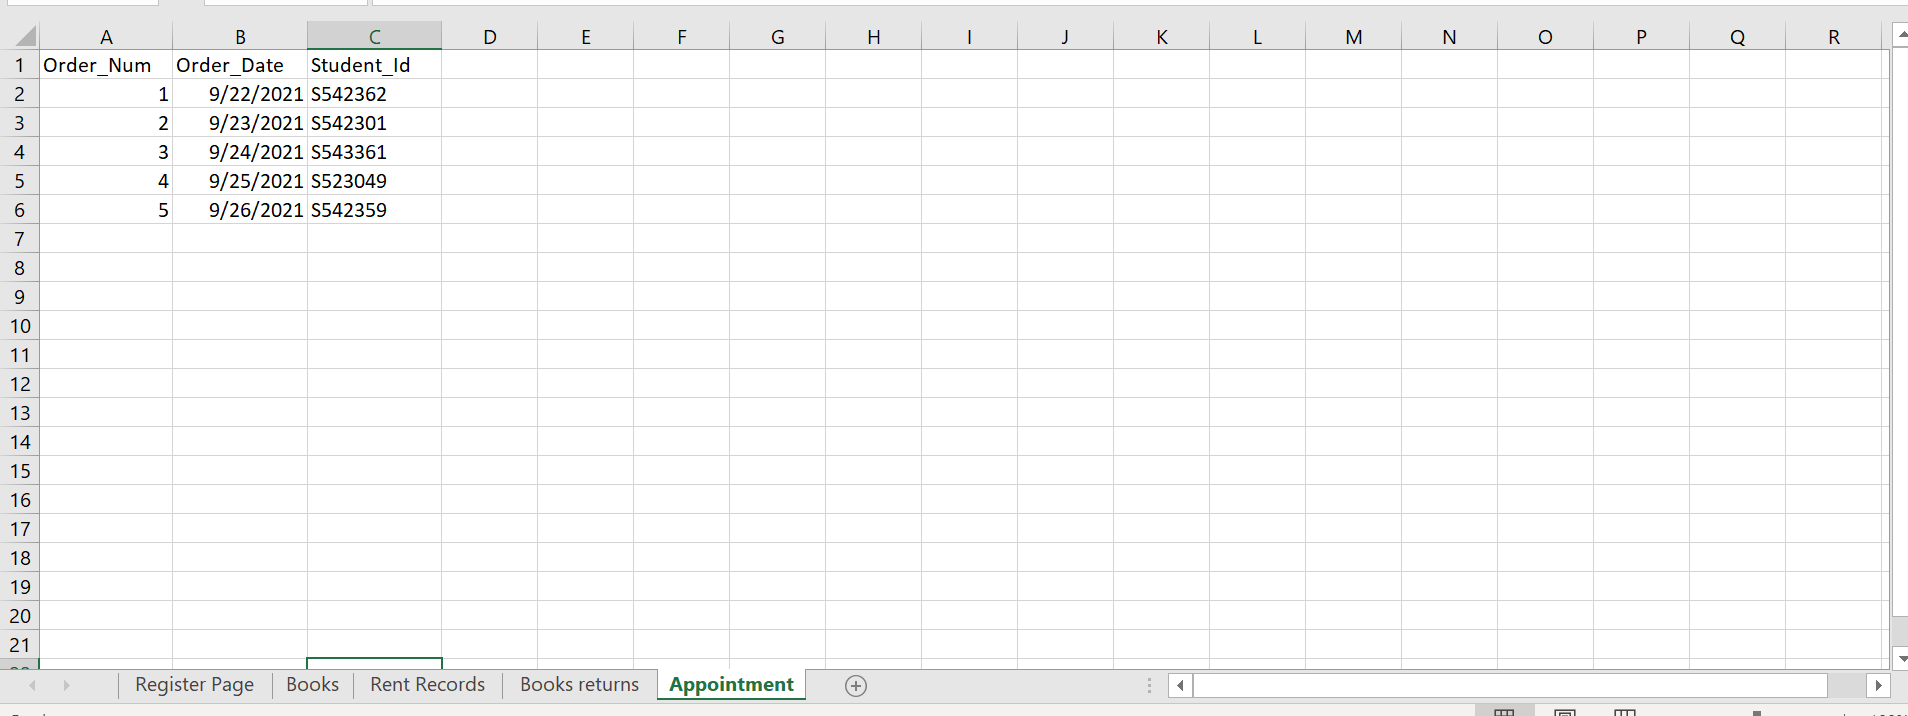 A B C D E F G H I J K L M N O P Q R
1 Order_Num Order_Date Student_Id
2 1 9/22/2021 S542362
3 2 9/23/2021 S542301
4 3 9/24/2021 S543361
5 4 9/25/2021 S523049
6 5 9/26/2021 S542359
7
8
9
10
11
12
13
14
15
16
17
18
19
20
21
Register Page Books Rent Records Books returns Appointment